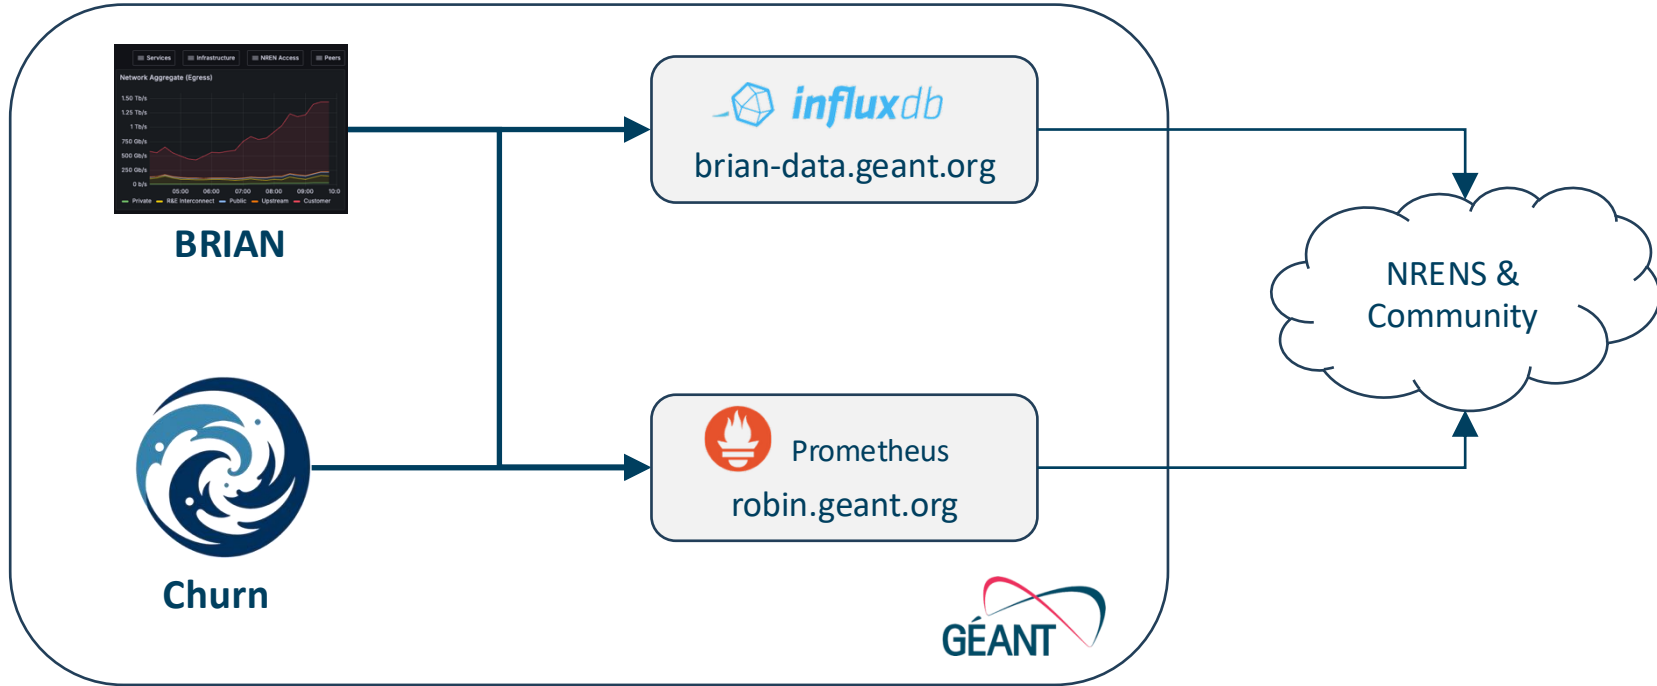 Services Infrastructure NREN Access Peers
Network Aggregate (Egress)
1.50 Tb/s
1.25 Tb/s
1 Tb/s
750 Gb/s
500 Gb/s
250 Gb/s
0 b/s
05:00 06:00 07:00 08:00 09:00 10:0
Private R&E Interconnect Public Upstream Customer
BRIAN
influxdb
brian-data.geant.org
NRENS &
Community
Prometheus
robin.geant.org
Churn
GÉANT